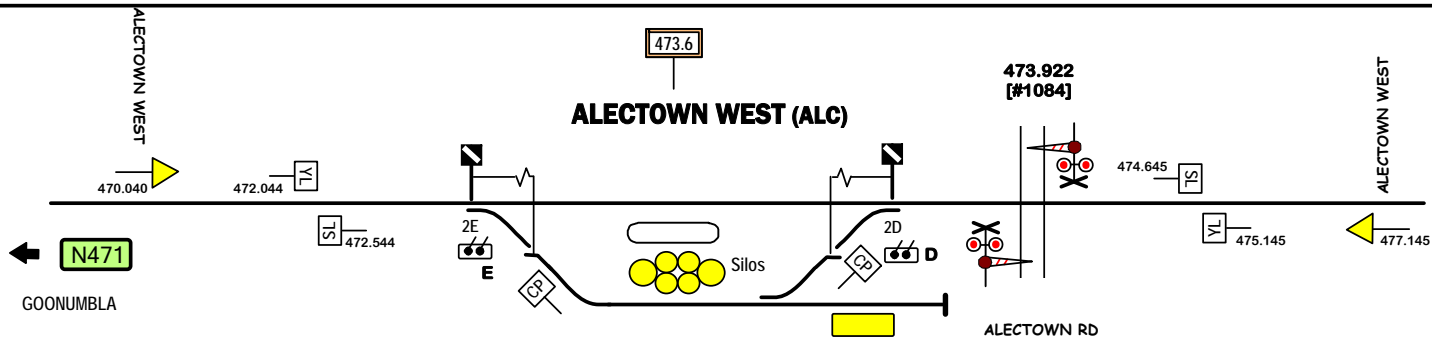 ALECTOWN WEST
473.6
473.922
[#1084]
ALECTOWN WEST
ALECTOWN WEST (ALC)
470.040
472.044
YL
474.645
SL
SL
472.544
2E
E
CP
Silos
2D
D
CP
YL
475.145
477.145
N471
GOONUMBLA
ALECTOWN RD